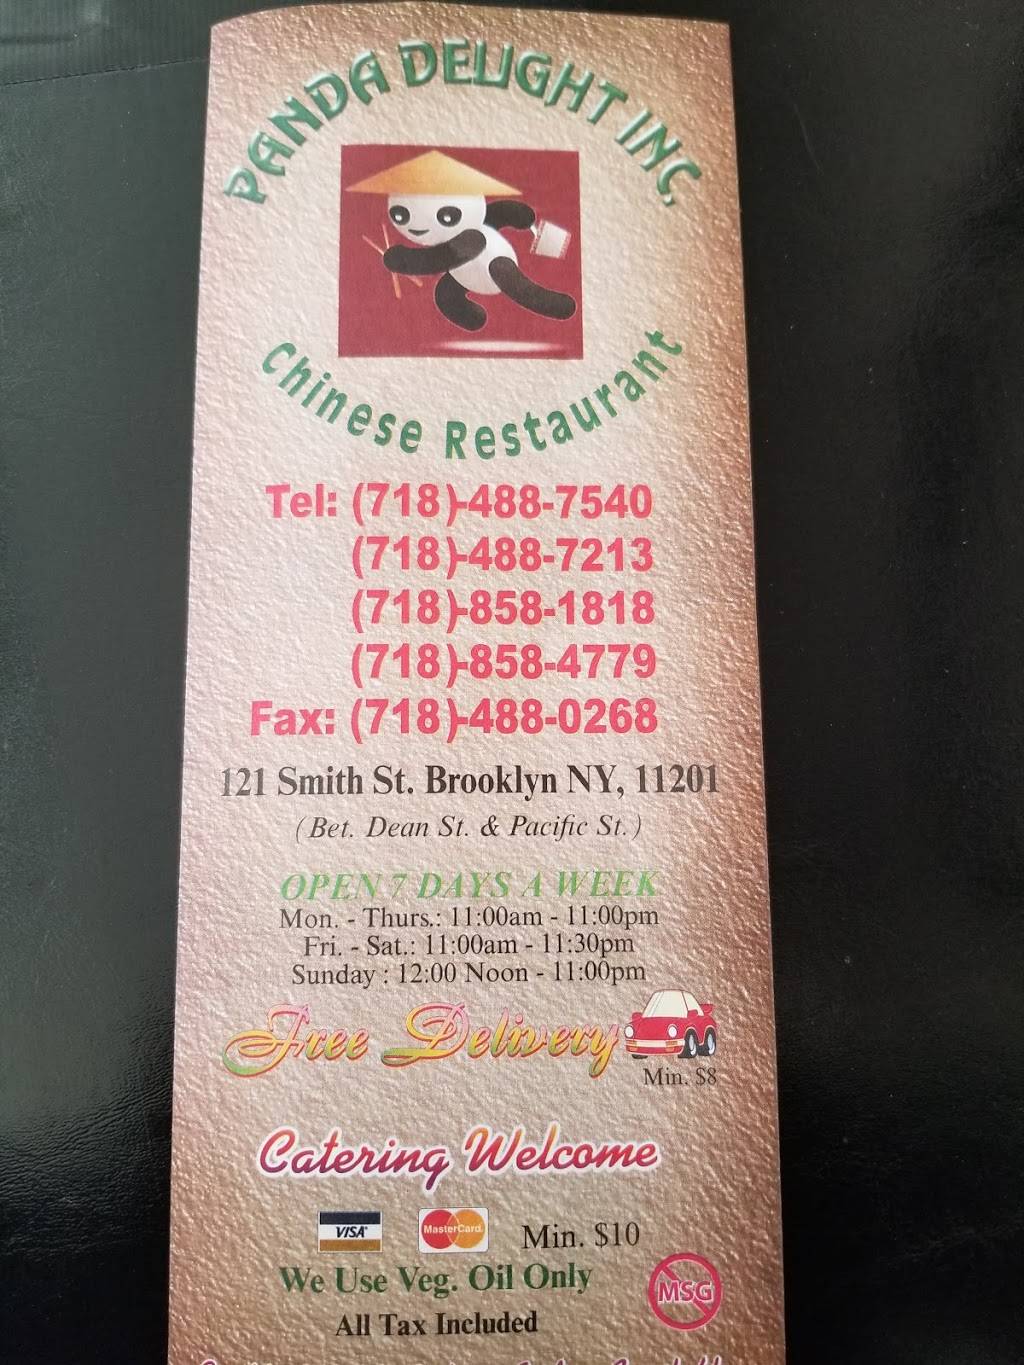 PANDA DELIGHT INC.
Chinese Restaurant
Tel: (718)-488-7540
(718)-488-7213
(718)-858-1818
(718)-858-4779
Fax: (718)-488-0268
121 Smith St. Brooklyn NY, 11201
(Bet. Dean St. & Pacific St.)
OPEN 7 DAYS A WEEK
Mon. - Thurs.: 11:00am - 11:00pm
Fri. - Sat.: 11:00am - 11:30pm
Sunday : 12:00 Noon - 11:00pm
Free Delivery
Min. $8
Catering Welcome
VISA MasterCard Min. $10
We Use Veg. Oil Only
MSG
All Tax Included